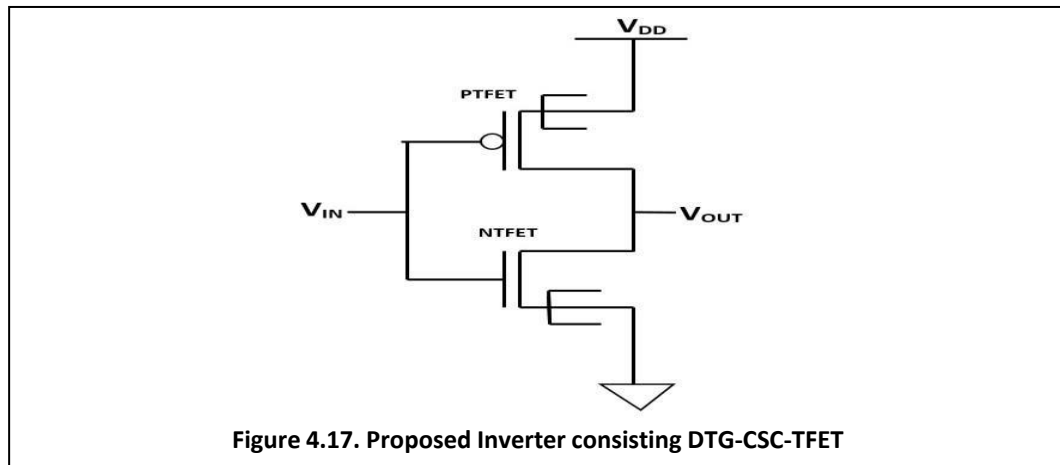 VDD
PTFET
VIN
VOUT
NTFET
Figure 4.17. Proposed Inverter consisting DTG-CSC-TFET